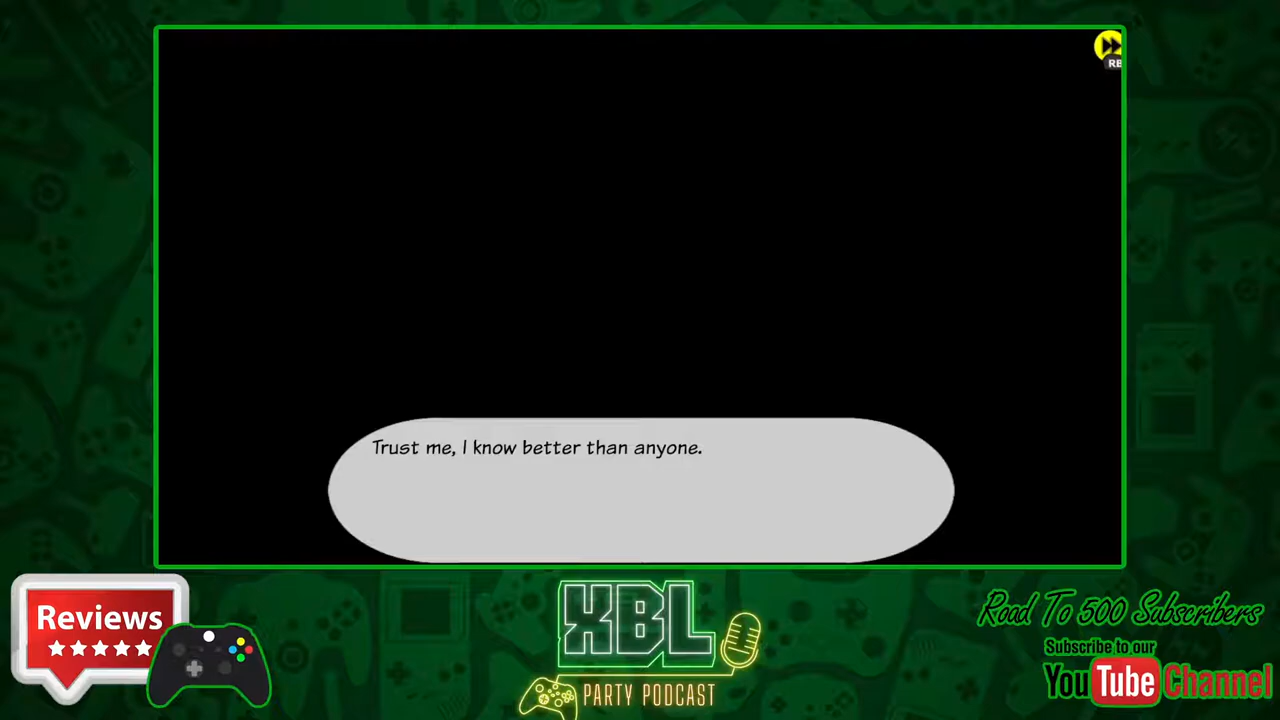 RB
Trust me, I know better than anyone.
Reviews
XBL
PARTY PODCAST
Road To 500 Subscribers
Subscribe to our
YouTube Channel